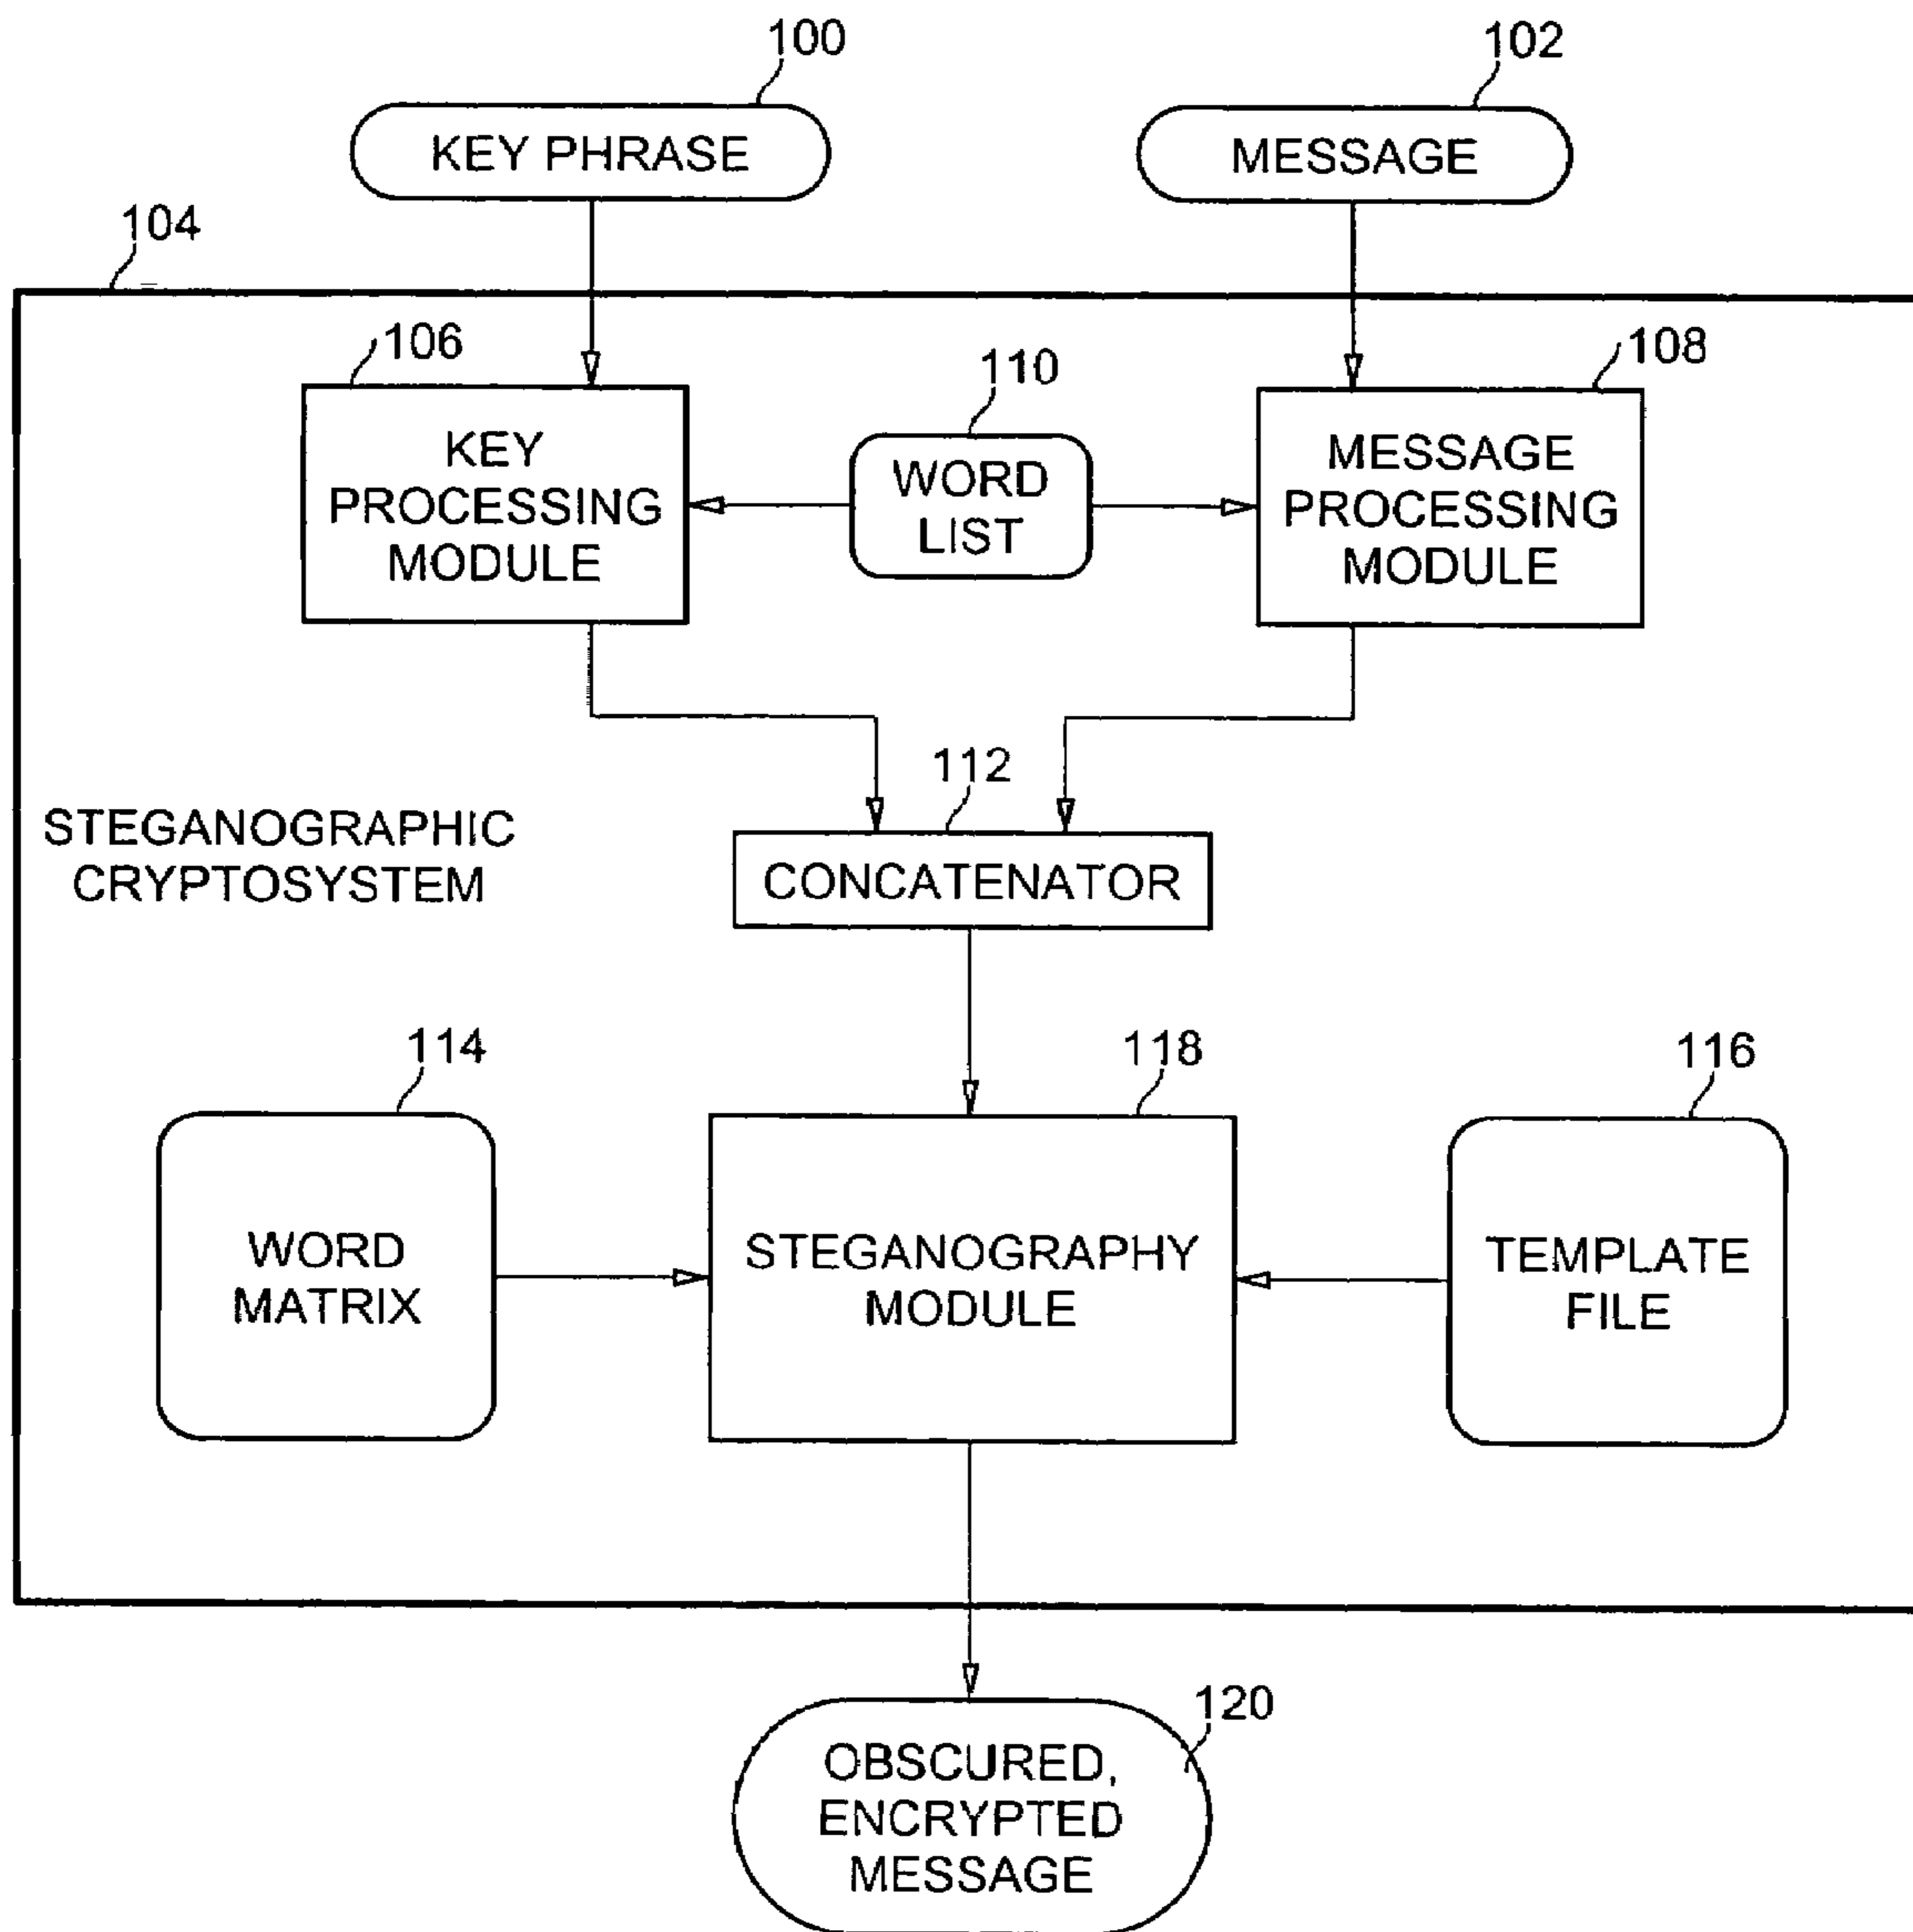 100
102
KEY PHRASE
MESSAGE
104
106
110
108
KEY
PROCESSING
MODULE
WORD
LIST
MESSAGE
PROCESSING
MODULE
112
STEGANOGRAPHIC
CRYPTOSYSTEM
CONCATENATOR
114
118
116
WORD
MATRIX
STEGANOGRAPHY
MODULE
TEMPLATE
FILE
120
OBSCURED,
ENCRYPTED
MESSAGE